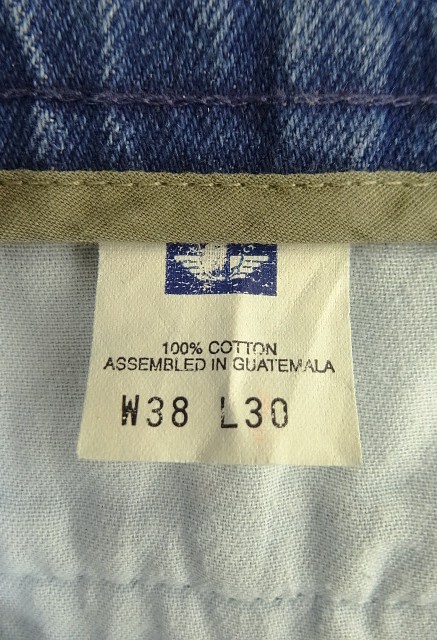 100% COTTON
ASSEMBLED IN GUATEMALA
W38 L30